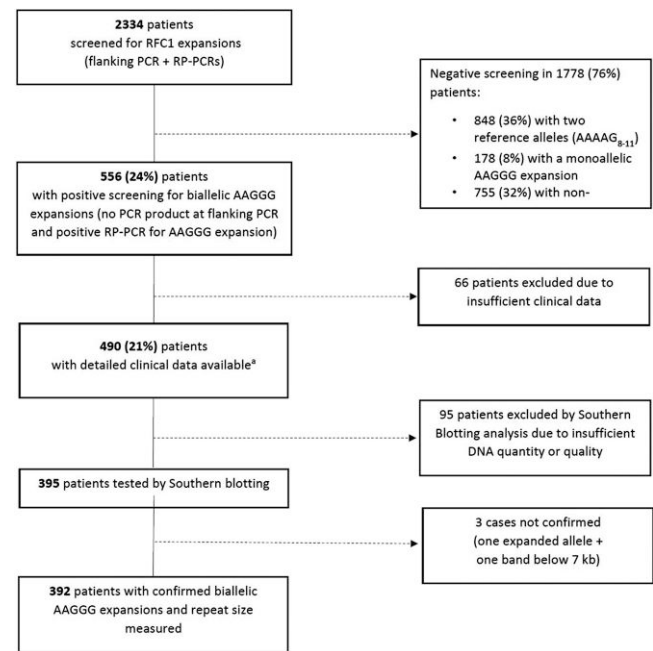 2334 patients
screened for RFC1 expansions
(flanking PCR + RP-PCRs)
Negative screening in 1778 (76%)
patients:
• 848 (36%) with two
reference alleles (AAAAG₈₋₁₁)
• 178 (8%) with a monoallelic
AAGGG expansion
• 755 (32%) with non-
556 (24%) patients
with positive screening for biallelic AAGGG
expansions (no PCR product at flanking PCR
and positive RP-PCR for AAGGG expansion)
66 patients excluded due to
insufficient clinical data
490 (21%) patients
with detailed clinical data availableᵃ
95 patients excluded by Southern
Blotting analysis due to insufficient
DNA quantity or quality
395 patients tested by Southern blotting
3 cases not confirmed
(one expanded allele +
one band below 7 kb)
392 patients with confirmed biallelic
AAGGG expansions and repeat size
measured